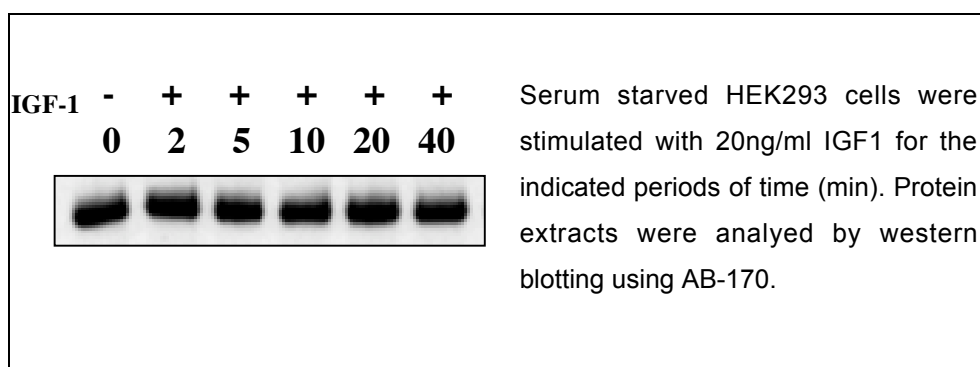 IGF-1 - + + + + +
0 2 5 10 20 40
Serum starved HEK293 cells were
stimulated with 20ng/ml IGF1 for the
indicated periods of time (min). Protein
extracts were analyed by western
blotting using AB-170.